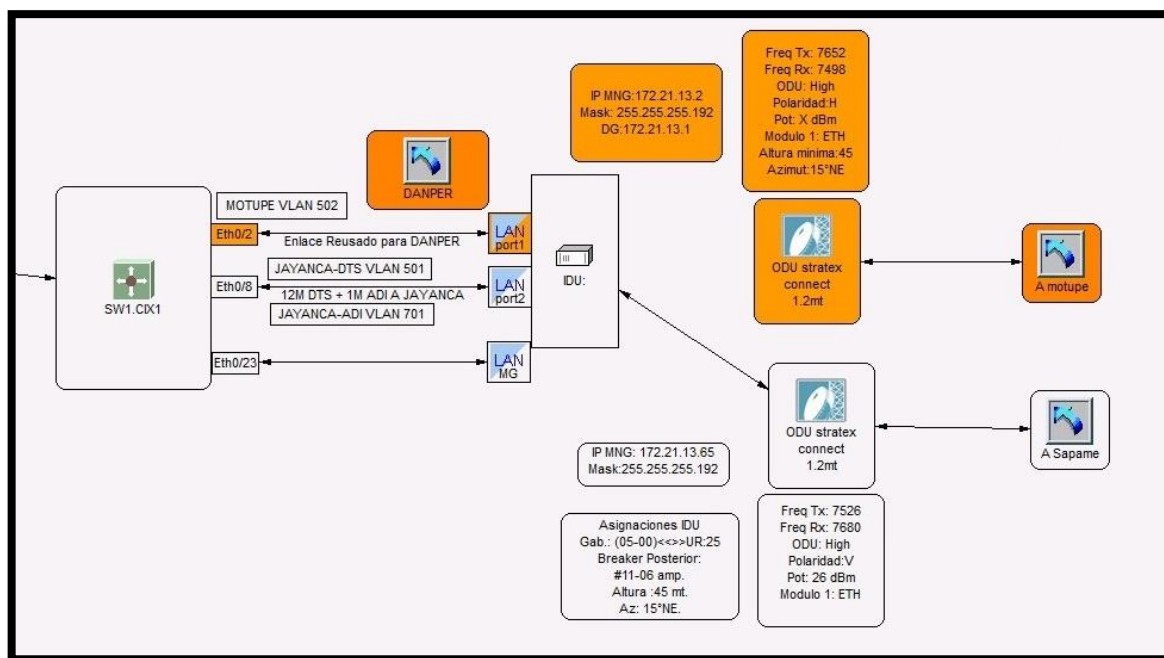 IP MNG:172.21.13.2
Mask: 255.255.255.192
DG:172.21.13.1
Freq Tx: 7652
Freq Rx: 7498
ODU: High
Polaridad:H
Pot: X dBm
Modulo 1: ETH
Altura minima:45
Azimut:15°NE
DANPER
MOTUPE VLAN 502
Eth0/2
Enlace Reusado para DANPER
LAN
port1
JAYANCA-DTS VLAN 501
Eth0/8
12M DTS + 1M ADI A JAYANCA
LAN
port2
JAYANCA-ADI VLAN 701
SW1.CIX1
Eth0/23
LAN
MG
IDU:
ODU stratex
connect
1.2mt
A motupe
ODU stratex
connect
1.2mt
A Sapame
IP MNG: 172.21.13.65
Mask:255.255.255.192
Asignaciones IDU
Gab.: (05-00)<<>>UR:25
Breaker Posterior:
#11-06 amp.
Altura :45 mt.
Az: 15°NE.
Freq Tx: 7526
Freq Rx: 7680
ODU: High
Polaridad:V
Pot: 26 dBm
Modulo 1: ETH